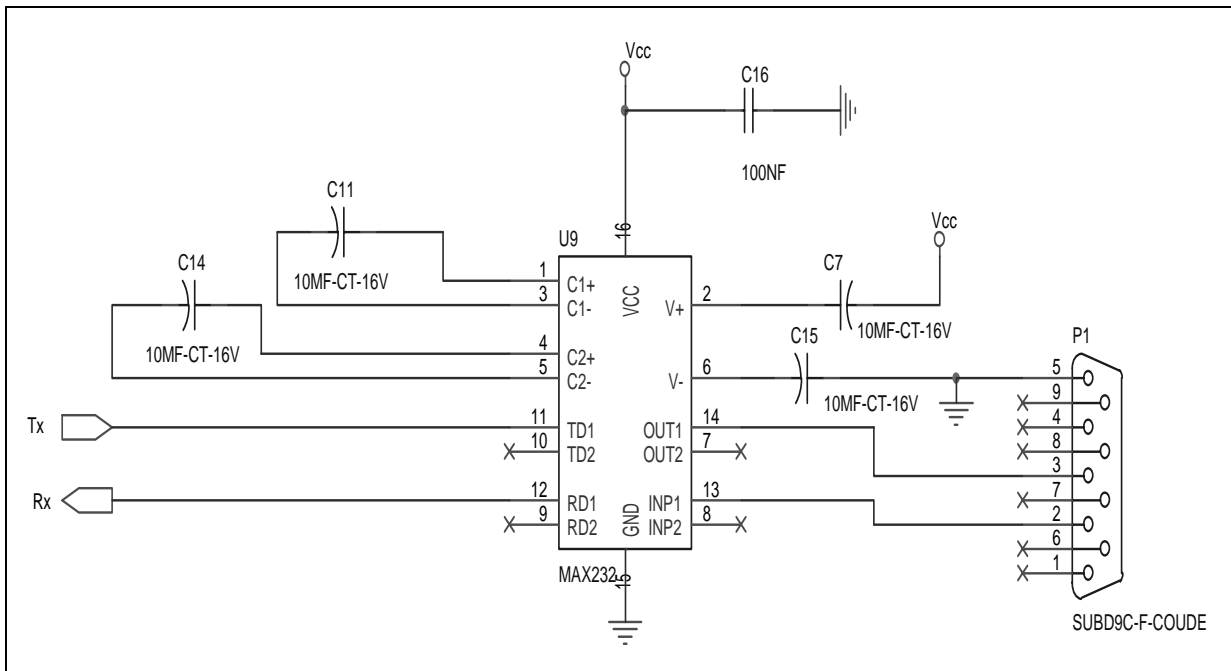 Vcc
C16
100NF
C11
10MF-CT-16V
C14
10MF-CT-16V
U9
16
VCC
1 C1+
3 C1-
4 C2+
5 C2-
V+ 2
V- 6
C7
Vcc
10MF-CT-16V
C15
10MF-CT-16V
P1
Tx
11 TD1
10 TD2
OUT1 14
OUT2 7
Rx
12 RD1
9 RD2
INP1 13
INP2 8
GND
MAX232
15
5
9
4
8
3
7
2
6
1
SUBD9C-F-COUDE